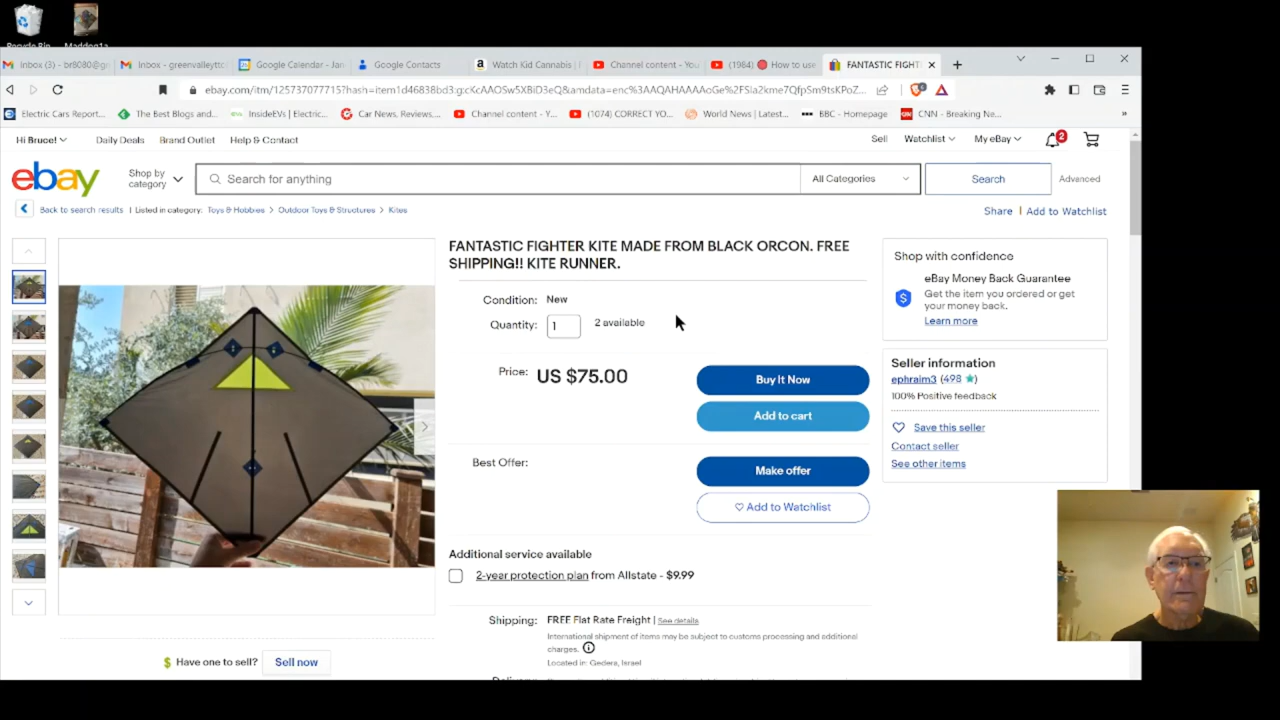 Inbox (3) - br8080@g
Inbox - greenvalleyttc
Google Calendar - Jan
Google Contacts
Watch Kid Cannabis |
Channel content - You
(1984) How to use
FANTASTIC FIGHT
Electric Cars Report...
The Best Blogs and...
InsideEVs | Electric...
Car News, Reviews,...
Channel content - Y...
(1074) CORRECT YO...
World News | Latest...
BBC - Homepage
CNN - Breaking Ne...
Hi Bruce!
Daily Deals
Brand Outlet
Help & Contact
Sell
Watchlist
My eBay
2
ebay
Shop by
category
Search for anything
All Categories
Search
Advanced
Back to search results | Listed in category:
Toys & Hobbies > Outdoor Toys & Structures > Kites
Share | Add to Watchlist
FANTASTIC FIGHTER KITE MADE FROM BLACK ORCON. FREE
SHIPPING!! KITE RUNNER.
Condition: New
Quantity: 1 2 available
Price: US $75.00
Buy It Now
Add to cart
Best Offer:
Make offer
Add to Watchlist
Additional service available
2-year protection plan from Allstate - $9.99
Shipping: FREE Flat Rate Freight | See details
International shipment of items may be subject to customs processing and additional
charges.
Located in: Gedera, Israel
Have one to sell? Sell now
Shop with confidence
eBay Money Back Guarantee
Get the item you ordered or get
your money back.
Learn more
Seller information
ephraim3 (498 ★)
100% Positive feedback
Save this seller
Contact seller
See other items